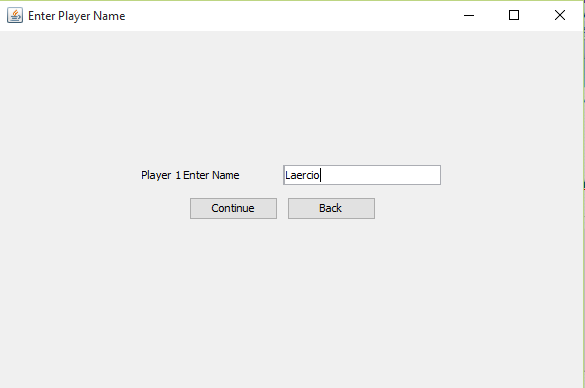 Enter Player Name
Player 1 Enter Name Laercio
Continue Back